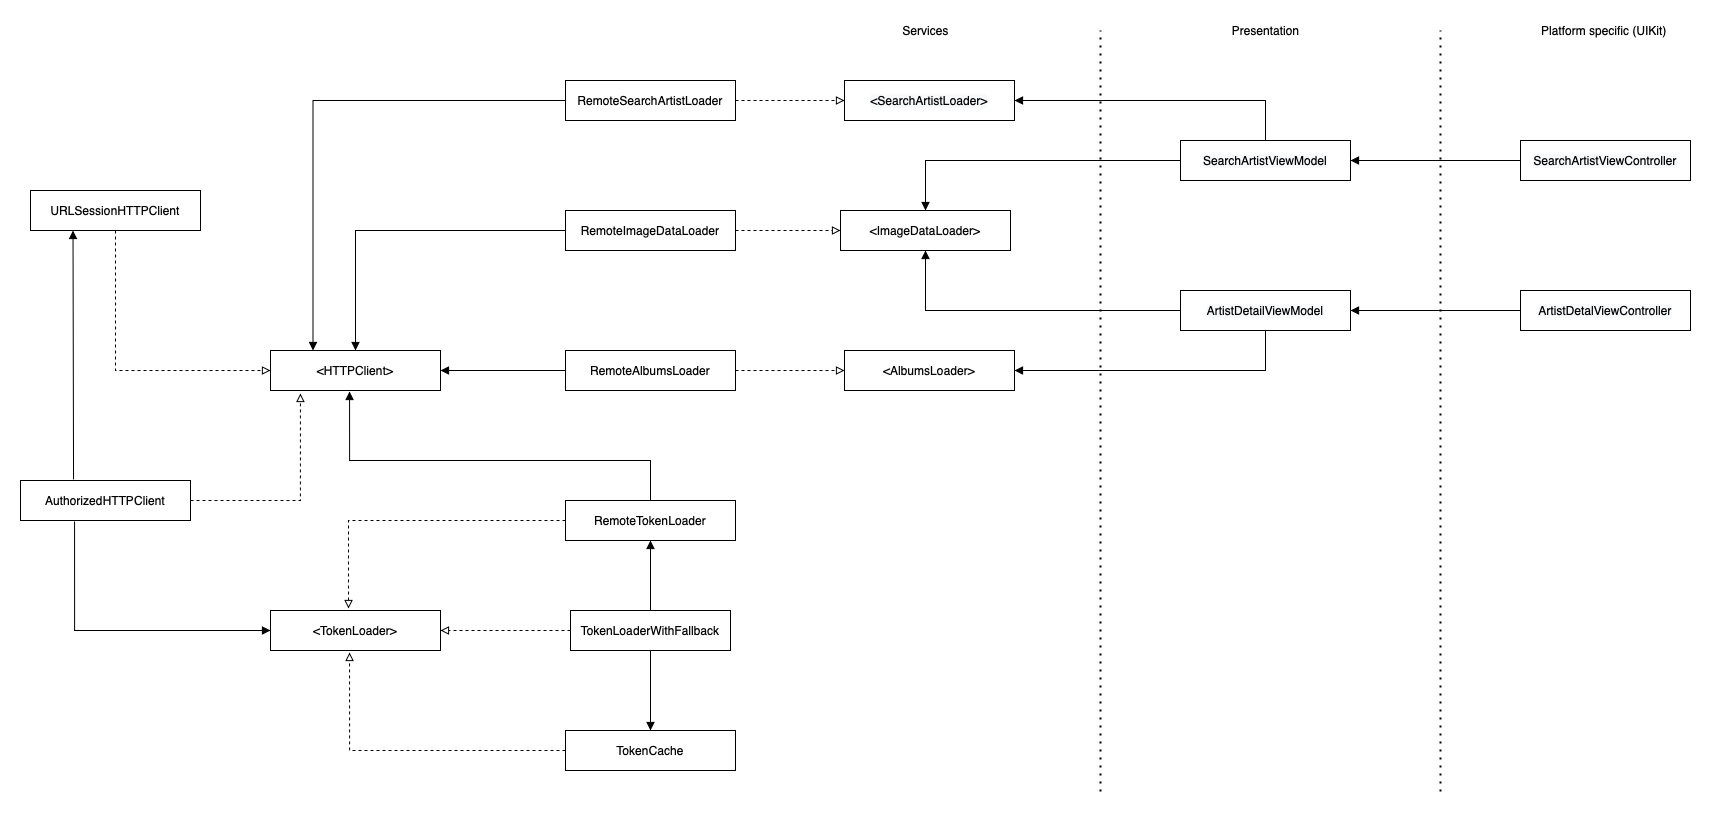 Services
Presentation
Platform specific (UIKit)
RemoteSearchArtistLoader
<SearchArtistLoader>
SearchArtistViewModel
SearchArtistViewController
URLSessionHTTPClient
RemoteImageDataLoader
<ImageDataLoader>
ArtistDetailViewModel
ArtistDetalViewController
<HTTPClient>
RemoteAlbumsLoader
<AlbumsLoader>
AuthorizedHTTPClient
RemoteTokenLoader
<TokenLoader>
TokenLoaderWithFallback
TokenCache